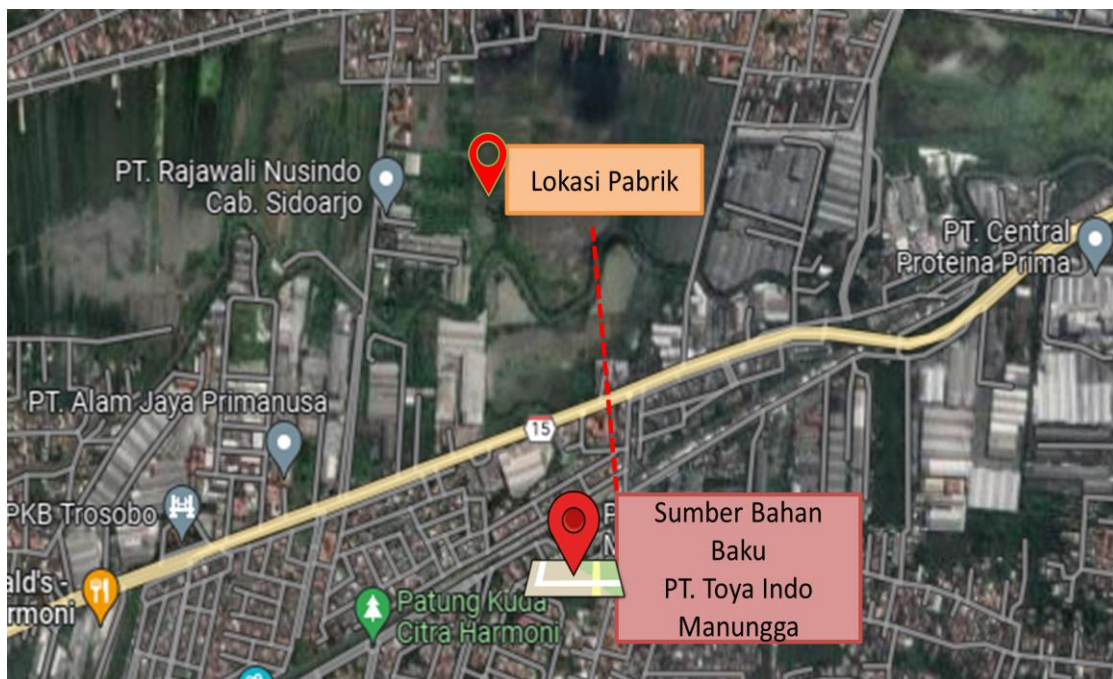 PT. Rajawali Nusindo
Cab. Sidoarjo
Lokasi Pabrik
PT. Central
Proteina Prima
PT. Alam Jaya Primanusa
15
PKB Trosobo
Sumber Bahan
Baku
PT. Toya Indo
Manungga
ald's -
rmoni
Patung Kuda
Citra Harmoni